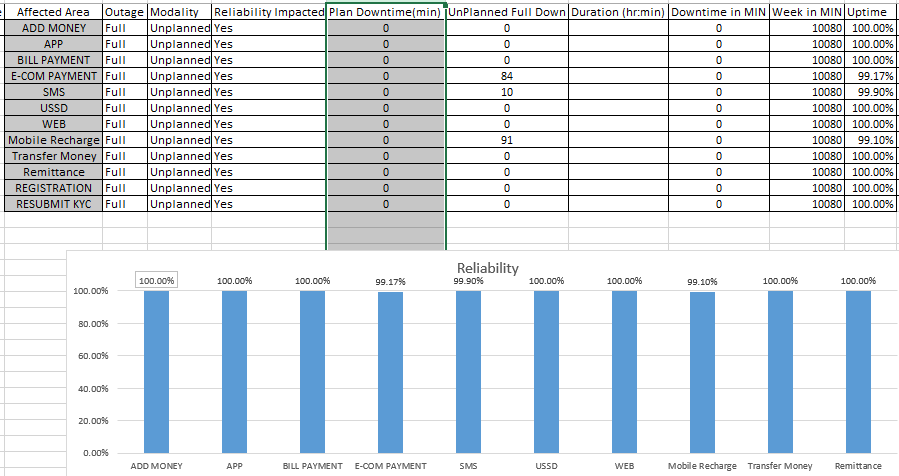 Affected Area Outage Modality Reliability Impacted Plan Downtime(min) UnPlanned Full Down Duration (hr:min) Downtime in MIN Week in MIN Uptime
ADD MONEY Full Unplanned Yes 0 0 0 10080 100.00%
APP Full Unplanned Yes 0 0 0 10080 100.00%
BILL PAYMENT Full Unplanned Yes 0 0 0 10080 100.00%
E-COM PAYMENT Full Unplanned Yes 0 84 0 10080 99.17%
SMS Full Unplanned Yes 0 10 0 10080 99.90%
USSD Full Unplanned Yes 0 0 0 10080 100.00%
WEB Full Unplanned Yes 0 0 0 10080 100.00%
Mobile Recharge Full Unplanned Yes 0 91 0 10080 99.10%
Transfer Money Full Unplanned Yes 0 0 0 10080 100.00%
Remittance Full Unplanned Yes 0 0 0 10080 100.00%
REGISTRATION Full Unplanned Yes 0 0 0 10080 100.00%
RESUBMIT KYC Full Unplanned Yes 0 0 0 10080 100.00%
Reliability
100.00% 100.00% 100.00% 99.17% 99.90% 100.00% 100.00% 99.10% 100.00% 100.00%
100.00%
80.00%
60.00%
40.00%
20.00%
0.00%
ADD MONEY APP BILL PAYMENT E-COM PAYMENT SMS USSD WEB Mobile Recharge Transfer Money Remittance